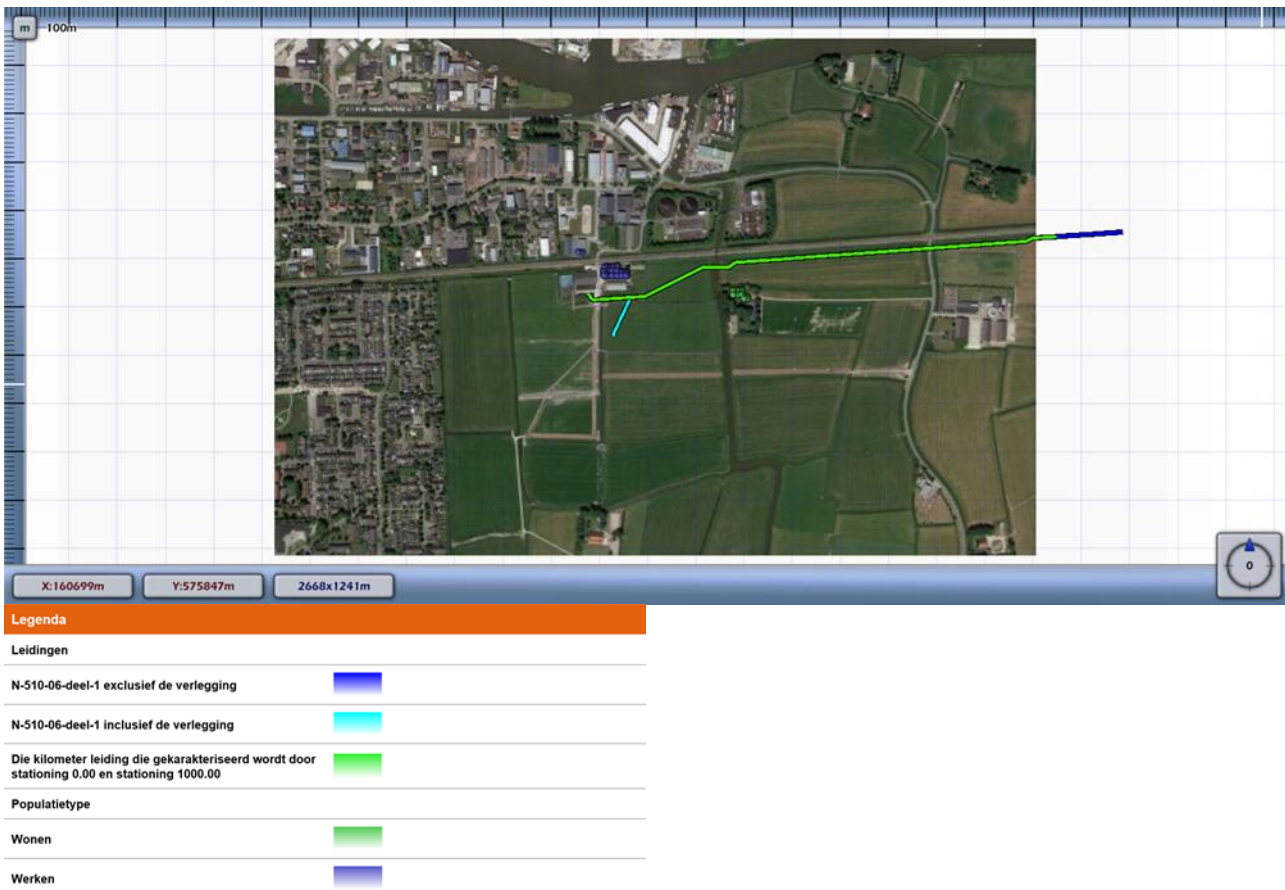 m
100m
X:160699m
Y:575847m
2668x1241m
0
Legenda
Leidingen
N-510-06-deel-1 exclusief de verlegging
N-510-06-deel-1 inclusief de verlegging
Die kilometer leiding die gekarakteriseerd wordt door
stationing 0.00 en stationing 1000.00
Populatietype
Wonen
Werken